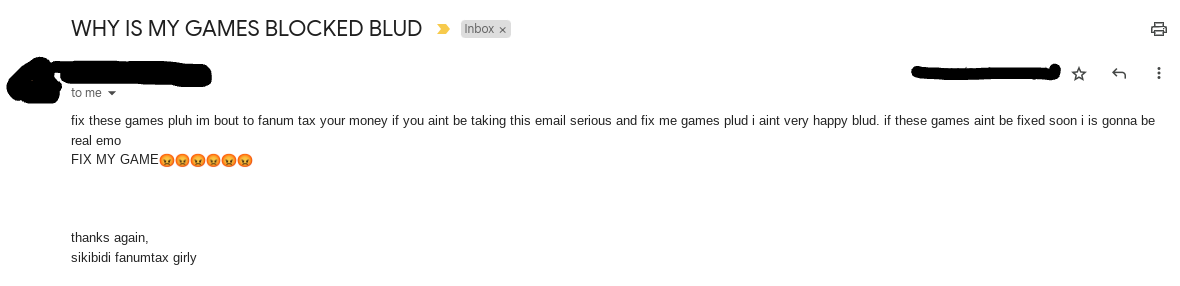 WHY IS MY GAMES BLOCKED BLUD Inbox ×
to me
fix these games pluh im bout to fanum tax your money if you aint be taking this email serious and fix me games plud i aint very happy blud. if these games aint be fixed soon i is gonna be
real emo
FIX MY GAME😡😡😡😡😡😡
thanks again,
sikibidi fanumtax girly